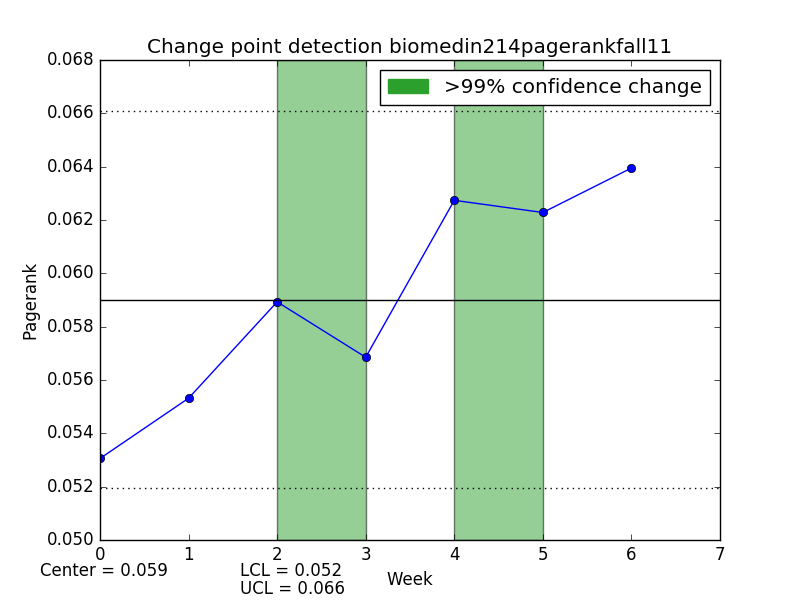 Change point detection biomedin214pagerankfall11
>99% confidence change
0.068
0.066
0.064
0.062
0.060
0.058
0.056
0.054
0.052
0.050
Pagerank
0 1 2 3 4 5 6 7
Week
Center = 0.059
LCL = 0.052
UCL = 0.066